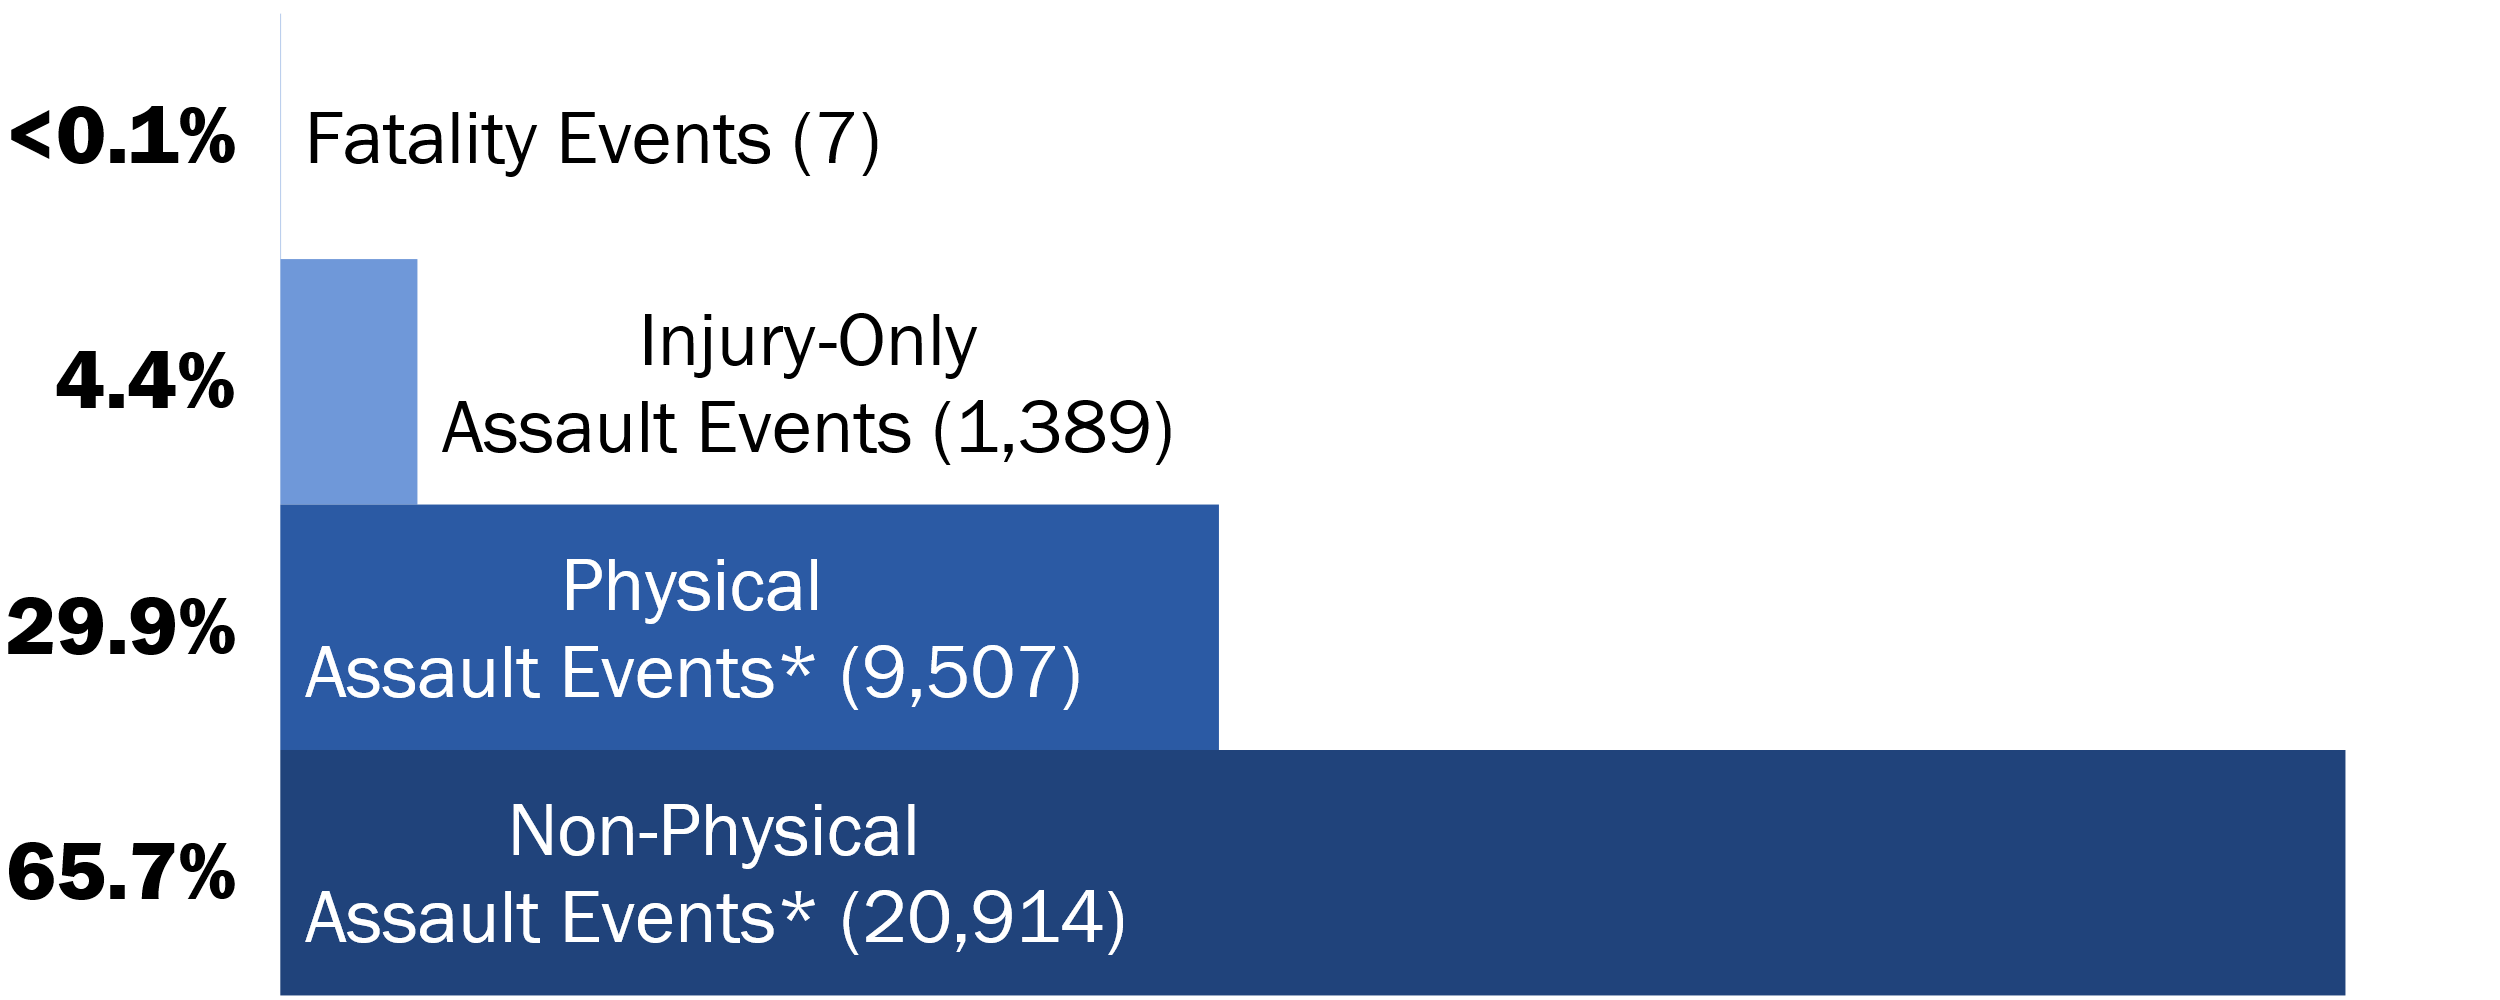 <0.1%
Fatality Events (7)
4.4%
Injury-Only
Assault Events (1,389)
29.9%
Physical
Assault Events* (9,507)
65.7%
Non-Physical
Assault Events* (20,914)